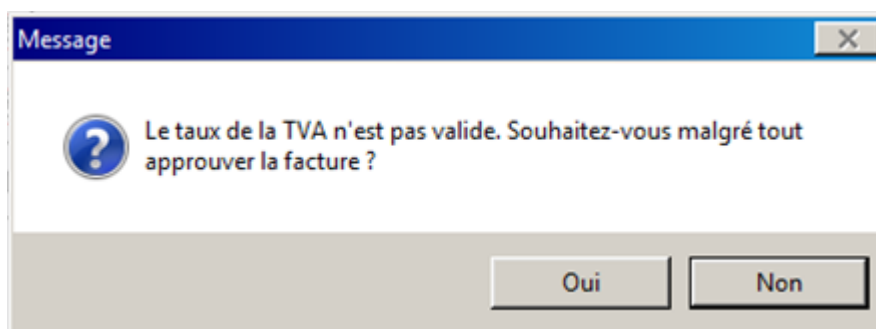 Message
Le taux de la TVA n'est pas valide. Souhaitez-vous malgré tout
approuver la facture ?
Oui
Non